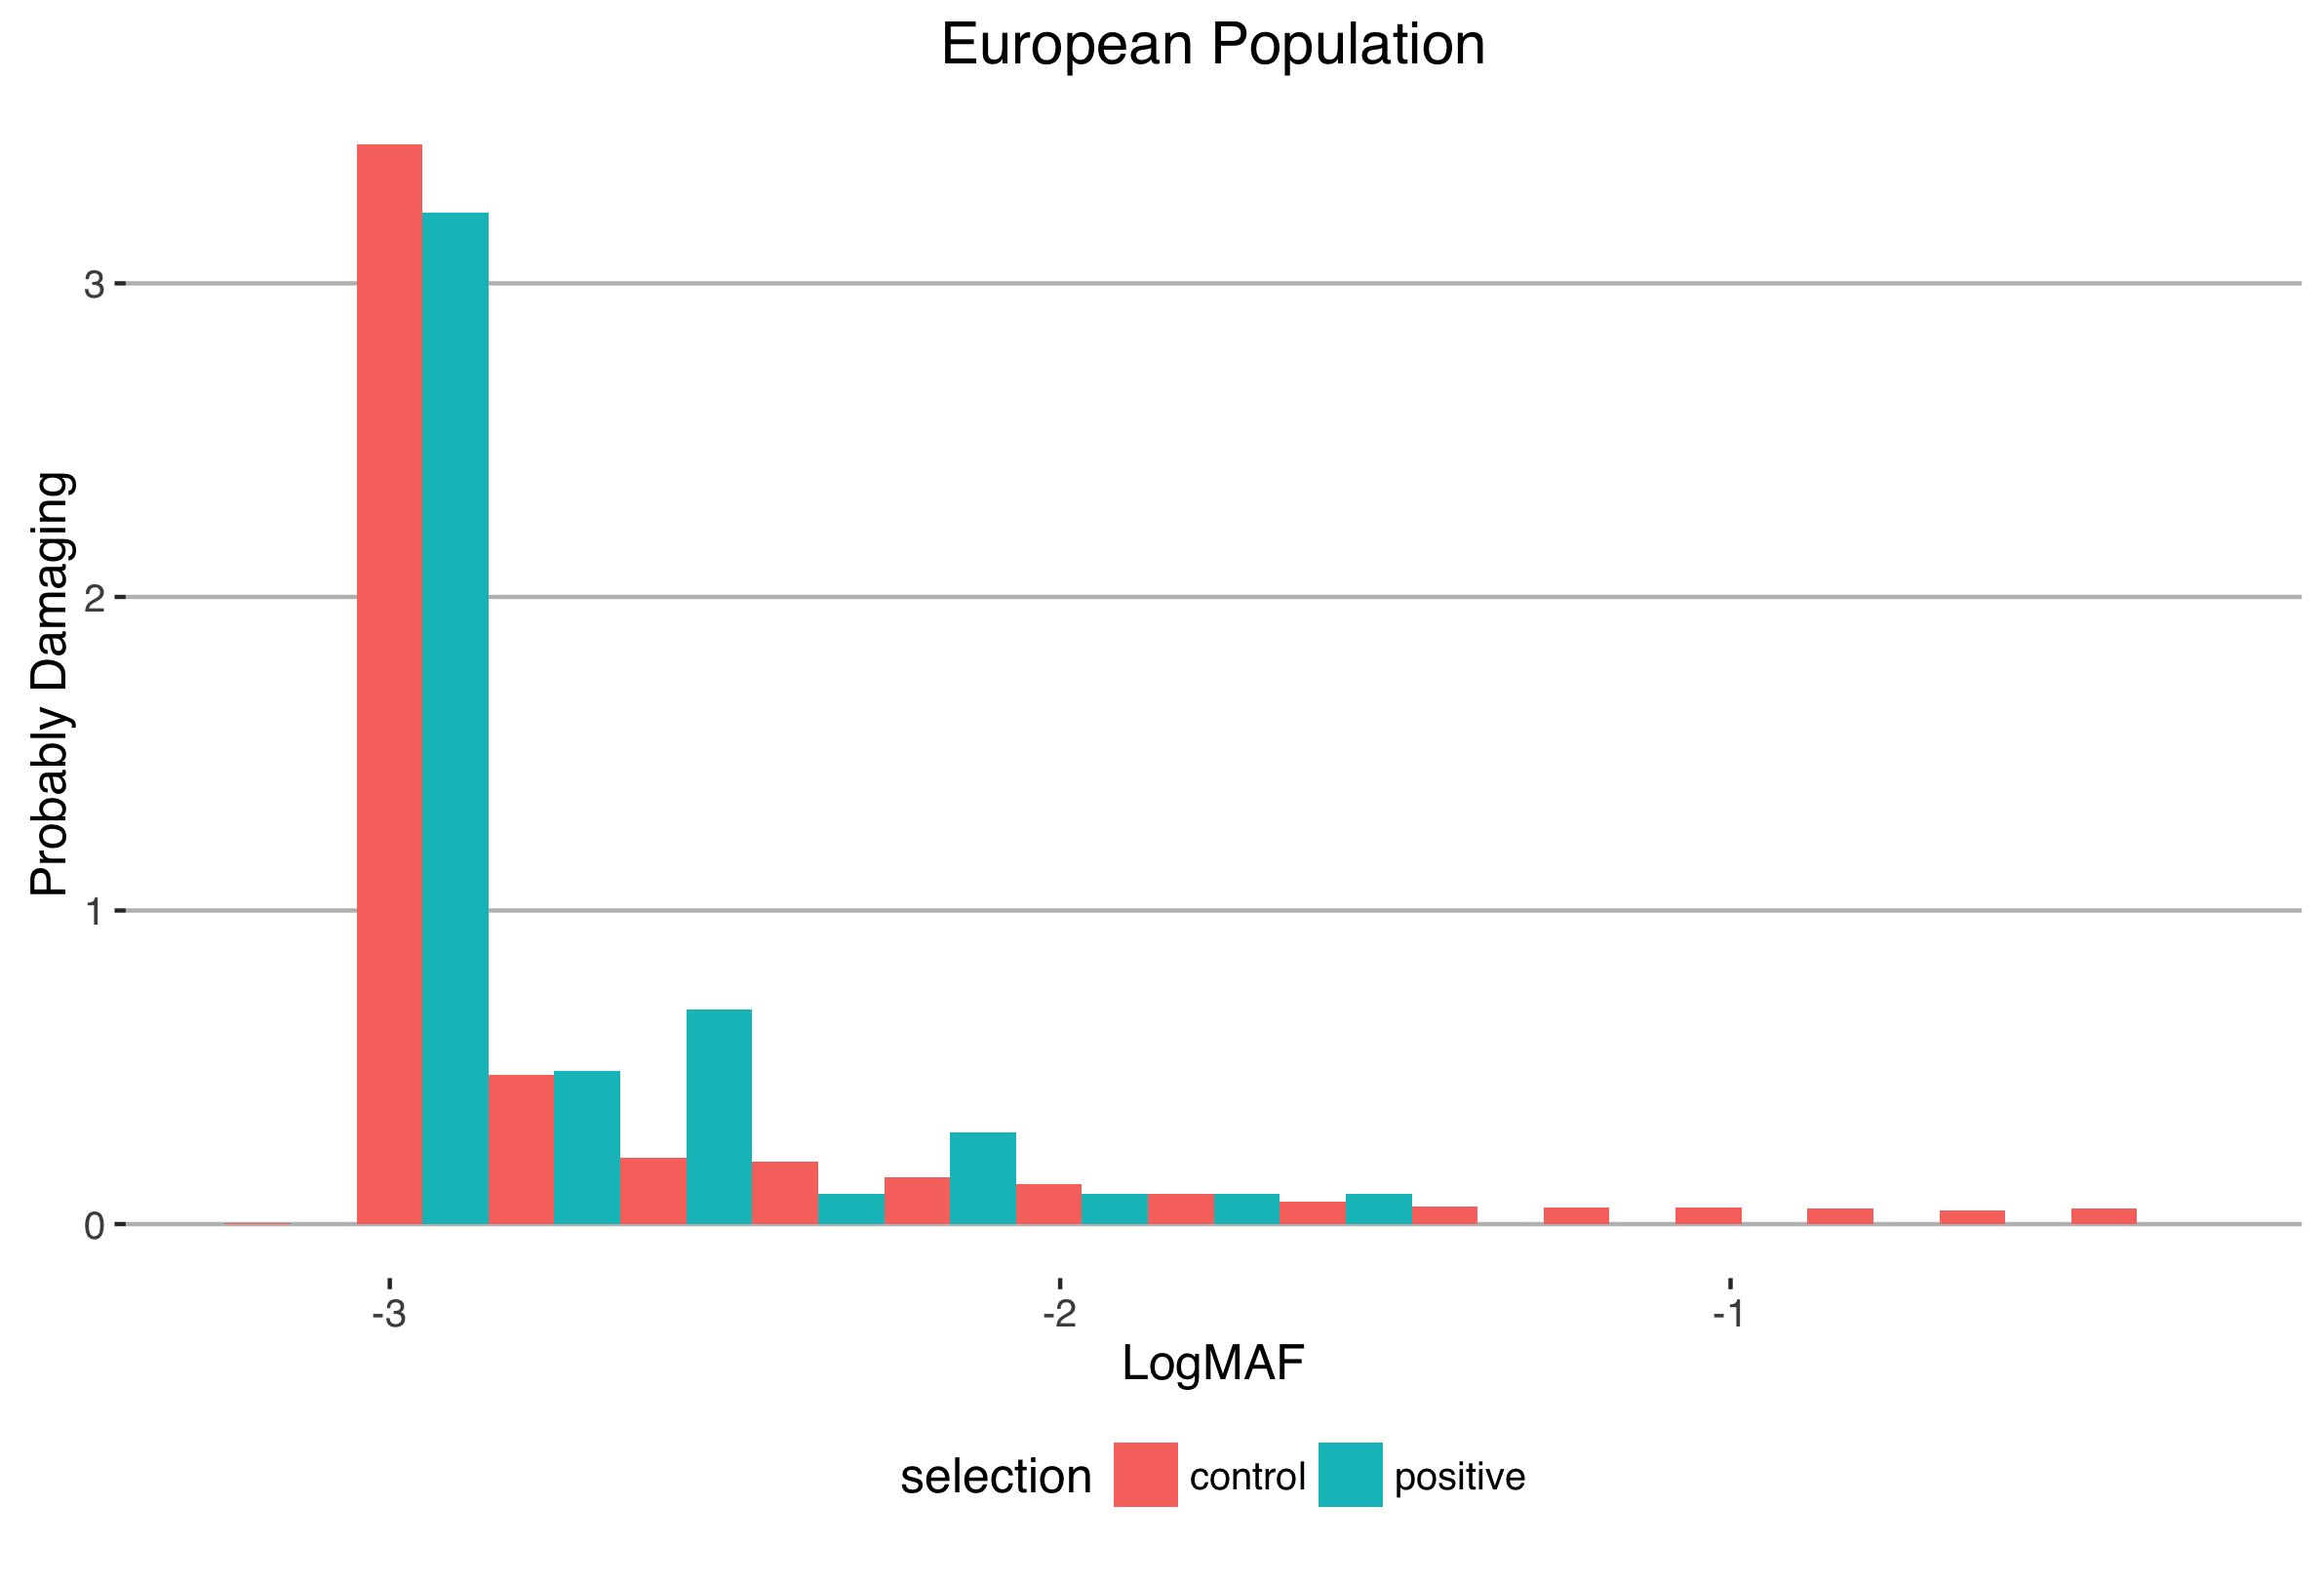 European Population
Probably Damaging
3
2
1
0
-3 -2 -1
LogMAF
selection control positive